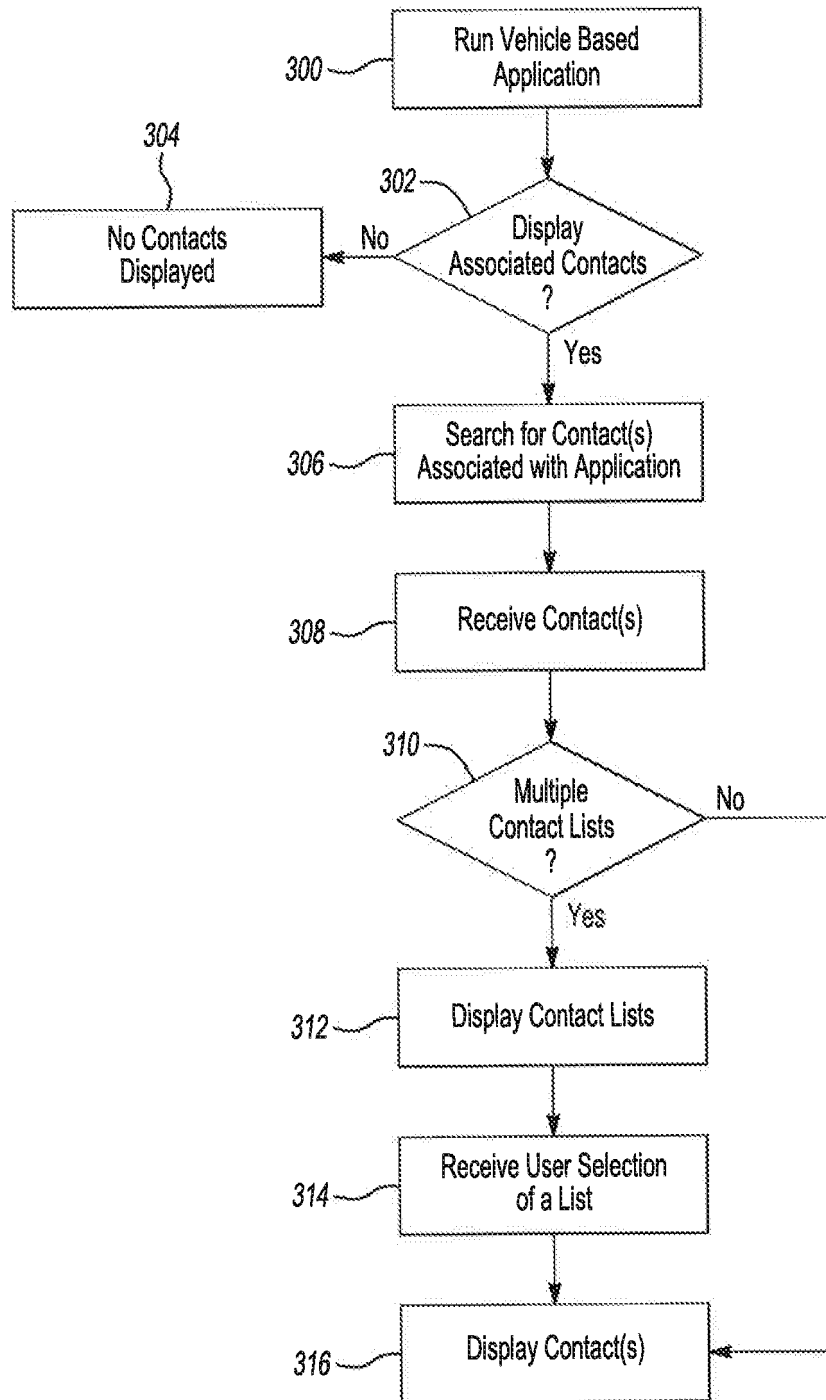 300
Run Vehicle Based
Application
304
302
No Contacts
Displayed
No
Display
Associated Contacts
?
Yes
306
Search for Contact(s)
Associated with Application
308
Receive Contact(s)
310
Multiple
Contact Lists
?
No
Yes
312
Display Contact Lists
314
Receive User Selection
of a List
316
Display Contact(s)